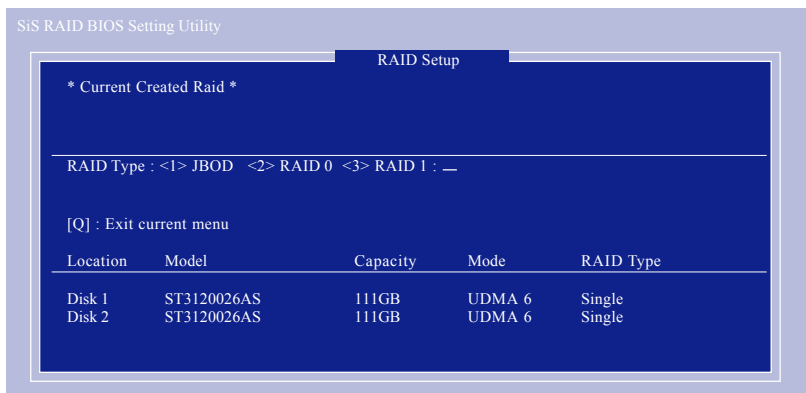 SiS RAID BIOS Setting Utility
RAID Setup
* Current Created Raid *
RAID Type : <1> JBOD <2> RAID 0 <3> RAID 1 : _
[Q] : Exit current menu
Location Model Capacity Mode RAID Type
Disk 1 ST3120026AS 111GB UDMA 6 Single
Disk 2 ST3120026AS 111GB UDMA 6 Single